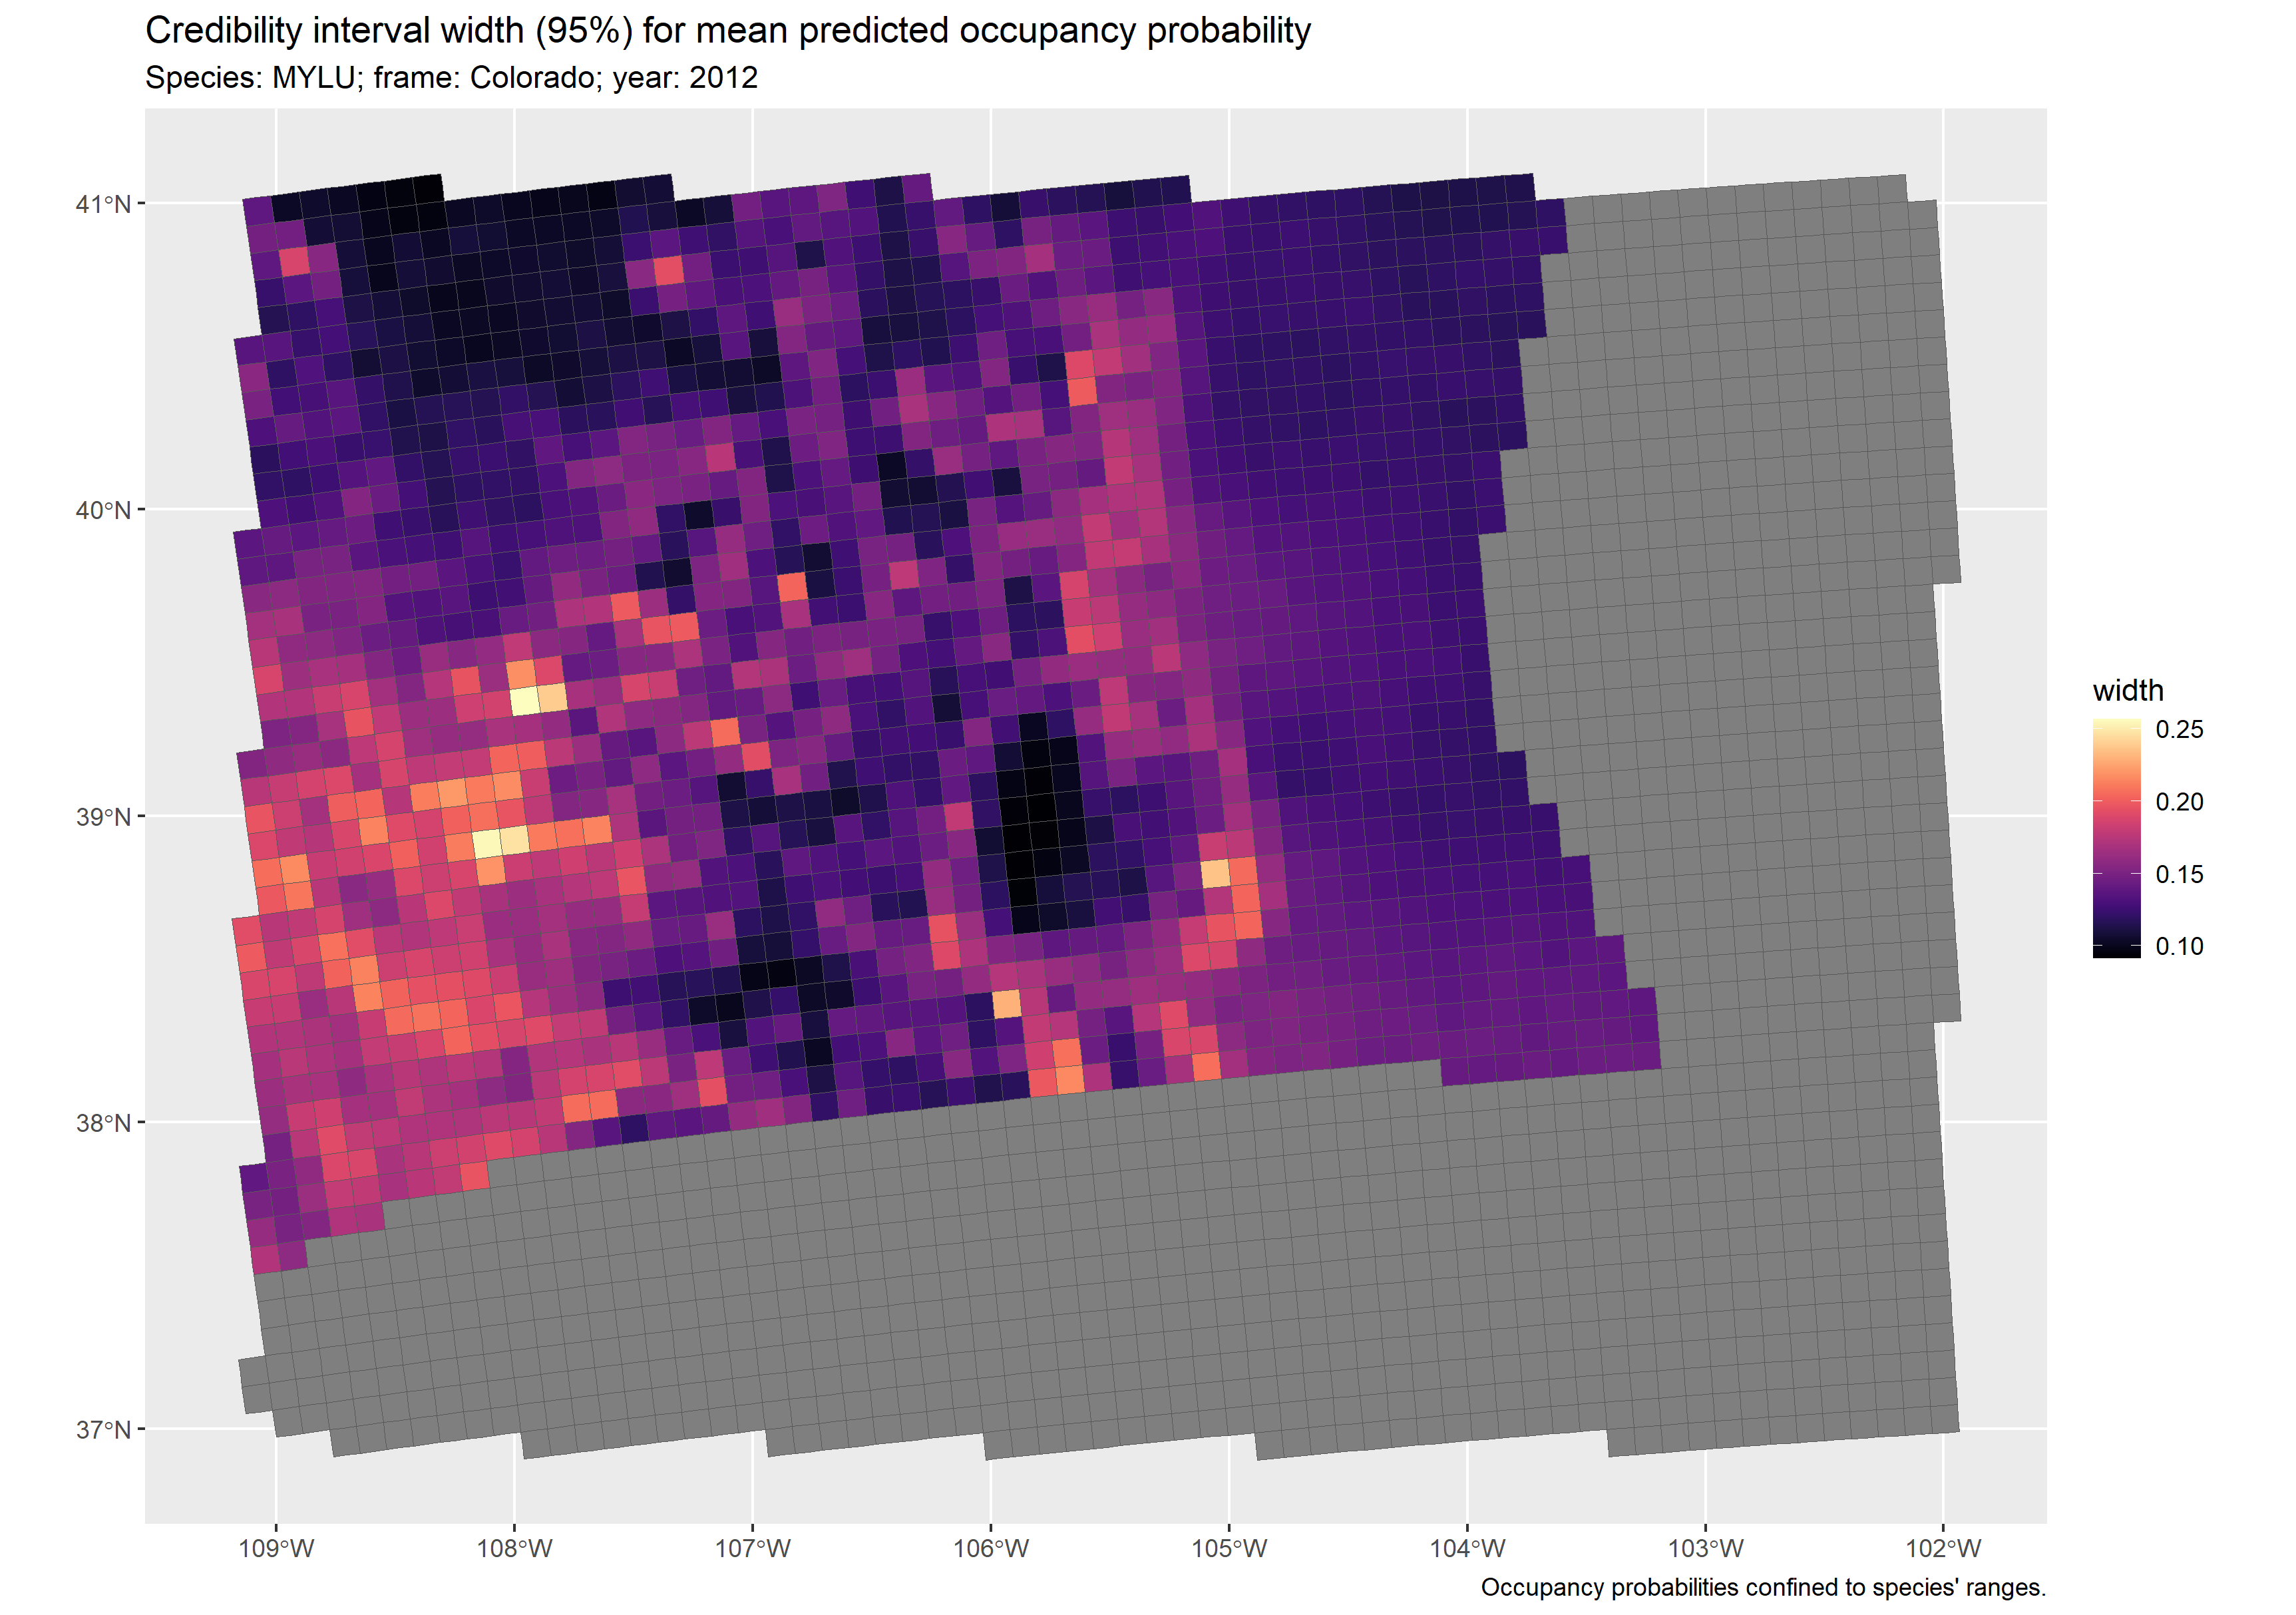 Credibility interval width (95%) for mean predicted occupancy probability
Species: MYLU; frame: Colorado; year: 2012
41°N
40°N
39°N
38°N
37°N
109°W
108°W
107°W
106°W
105°W
104°W
103°W
102°W
width
0.25
0.20
0.15
0.10
Occupancy probabilities confined to species' ranges.